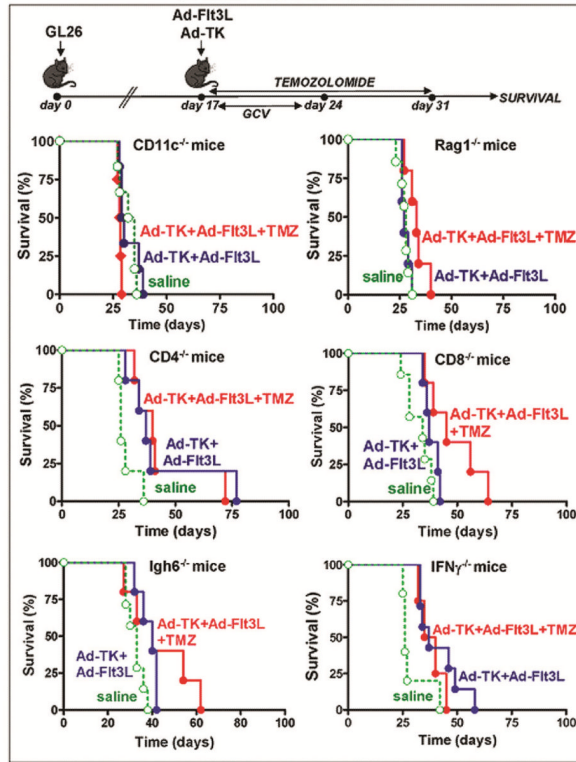 GL26
Ad-Flt3L
Ad-TK
TEMOZOLOMIDE
day 0
day 17
day 24
day 31
SURVIVAL
GCV
CD11c-/- mice
Survival (%)
100
75
50
25
0
Ad-TK+Ad-Flt3L+TMZ
Ad-TK+Ad-Flt3L
saline
0 25 50 75 100
Time (days)
Rag1-/- mice
Survival (%)
100
75
50
25
0
Ad-TK+Ad-Flt3L+TMZ
Ad-TK+Ad-Flt3L
saline
0 25 50 75 100
Time (days)
CD4-/- mice
Survival (%)
100
80
60
40
20
0
Ad-TK+Ad-Flt3L+TMZ
Ad-TK+
Ad-Flt3L
saline
0 25 50 75 100
Time (days)
CD8-/- mice
Survival (%)
100
75
50
25
0
Ad-TK+Ad-Flt3L
+TMZ
Ad-TK+
Ad-Flt3L
saline
0 25 50 75 100
Time (days)
Igh6-/- mice
Survival (%)
100
75
50
25
0
Ad-TK+Ad-Flt3L
+TMZ
Ad-TK+
Ad-Flt3L
saline
0 20 40 60 80 100
Time (days)
IFNγ-/- mice
Survival (%)
100
75
50
25
0
Ad-TK+Ad-Flt3L+TMZ
Ad-TK+Ad-Flt3L
saline
0 25 50 75 100
Time (days)